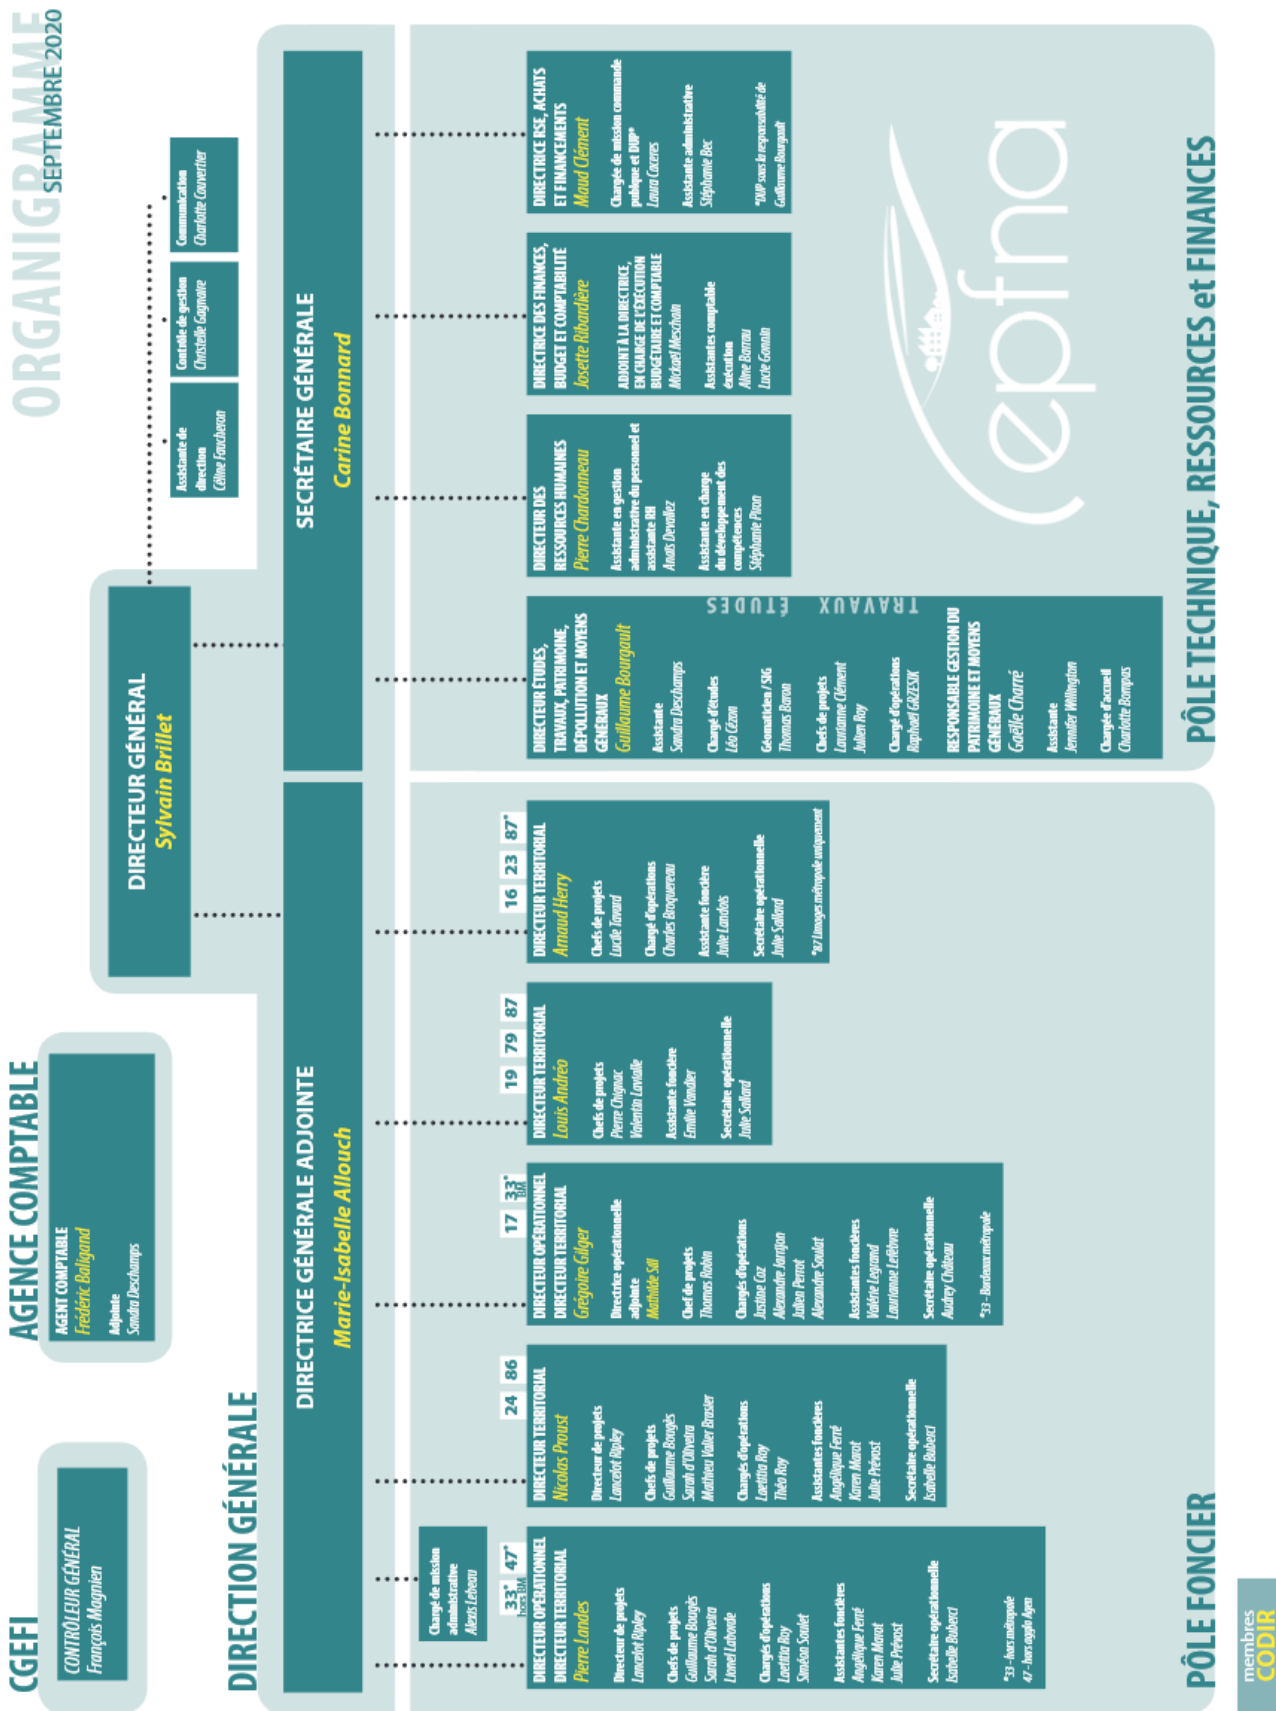 ORGANIGRAMME
SEPTEMBRE 2020
CGEFI
CONTRÔLEUR GÉNÉRAL
François Magnien
AGENCE COMPTABLE
AGENT COMPTABLE
Frédéric Baligand
Adjointe
Sandra Deschamps
DIRECTEUR GÉNÉRAL
Sylvain Brillet
Assistante de
direction
Céline Faucheron
Contrôle de gestion
Christelle Gagnaire
Communication
Charlotte Couvertier
DIRECTION GÉNÉRALE
DIRECTRICE GÉNÉRALE ADJOINTE
Marie-Isabelle Allouch
SECRÉTAIRE GÉNÉRALE
Carine Bonnard
Chargé de mission
administrative
Alexis Lebeau
33*
hors BM
47*
DIRECTEUR OPÉRATIONNEL
DIRECTEUR TERRITORIAL
Pierre Landes
Directeur de projets
Lancelot Ripley
Chefs de projets
Guillaume Bougès
Sarah d'Oliveira
Lionel Laborde
Chargés d'opérations
Laetitia Ray
Siméon Soulet
Assistantes foncières
Angélique Ferré
Karen Marot
Julie Prévost
Secrétaire opérationnelle
Isabelle Buberci
*33 - hors métropole
47 - hors agglo Agen
24 86
DIRECTEUR TERRITORIAL
Nicolas Proust
Directeur de projets
Lancelot Ripley
Chefs de projets
Guillaume Bougès
Sarah d'Oliveira
Mathieu Valler Brasier
Chargés d'opérations
Laetitia Ray
Théo Ray
Assistantes foncières
Angélique Ferré
Karen Marot
Julie Prévost
Secrétaire opérationnelle
Isabelle Buberci
17 33*
BM
DIRECTEUR OPÉRATIONNEL
DIRECTEUR TERRITORIAL
Grégoire Gilger
Directrice opérationnelle
adjointe
Mathilde Sill
Chef de projets
Thomas Robin
Chargés d'opérations
Justine Caz
Alexandre Jarrijon
Julien Perrot
Alexandre Soulat
Assistantes foncières
Valérie Legrand
Laurianne Lefebvre
Secrétaire opérationnelle
Audrey Château
*33 - Bordeaux métropole
19 79 87
DIRECTEUR TERRITORIAL
Louis Andréo
Chefs de projets
Pierre Chignac
Valentin Lavialle
Assistante foncière
Emilie Vandier
Secrétaire opérationnelle
Julie Sallard
16 23 87*
DIRECTEUR TERRITORIAL
Arnaud Herry
Chefs de projets
Lucile Tavard
Chargé d'opérations
Charles Braquereau
Assistante foncière
Julie Landois
Secrétaire opérationnelle
Julie Sallard
*87 Limoges métropole uniquement
DIRECTEUR ÉTUDES,
TRAVAUX, PATRIMOINE,
DÉPOLLUTION ET MOYENS
GÉNÉRAUX
Guillaume Bourgault
Assistante
Sandra Deschamps
Chargé d'études
Léo Cézon
Géomaticien / SIG
Thomas Baron
Chefs de projets
Laurianne Clément
Julien Ray
Chargé d'opérations
Raphaël GRZESIK
RESPONSABLE GESTION DU
PATRIMOINE ET MOYENS
GÉNÉRAUX
Gaëlle Charré
Assistante
Jennifer Willington
Chargée d'accueil
Charlotte Bompas
ÉTUDES
TRAVAUX
DIRECTEUR DES
RESSOURCES HUMAINES
Pierre Chardonneau
Assistante en gestion
administrative du personnel et
assistante RH
Anaïs Devallez
Assistante en charge
du développement des
compétences
Stéphanie Piron
DIRECTRICE DES FINANCES,
BUDGET ET COMPTABILITÉ
Josette Ribardière
ADJOINT À LA DIRECTRICE,
EN CHARGE DE L'EXÉCUTION
BUDGÉTAIRE ET COMPTABLE
Mickaël Meschain
Assistantes comptable
exécution
Aline Barrau
Lucie Gonnin
DIRECTRICE RSE, ACHATS
ET FINANCEMENTS
Maud Clément
Chargée de mission commande
publique et DUP*
Laura Caceres
Assistante administrative
Stéphanie Bec
*DUP sous la responsabilité de
Guillaume Bourgault
epfna
PÔLE FONCIER
PÔLE TECHNIQUE, RESSOURCES et FINANCES
membres
CODIR